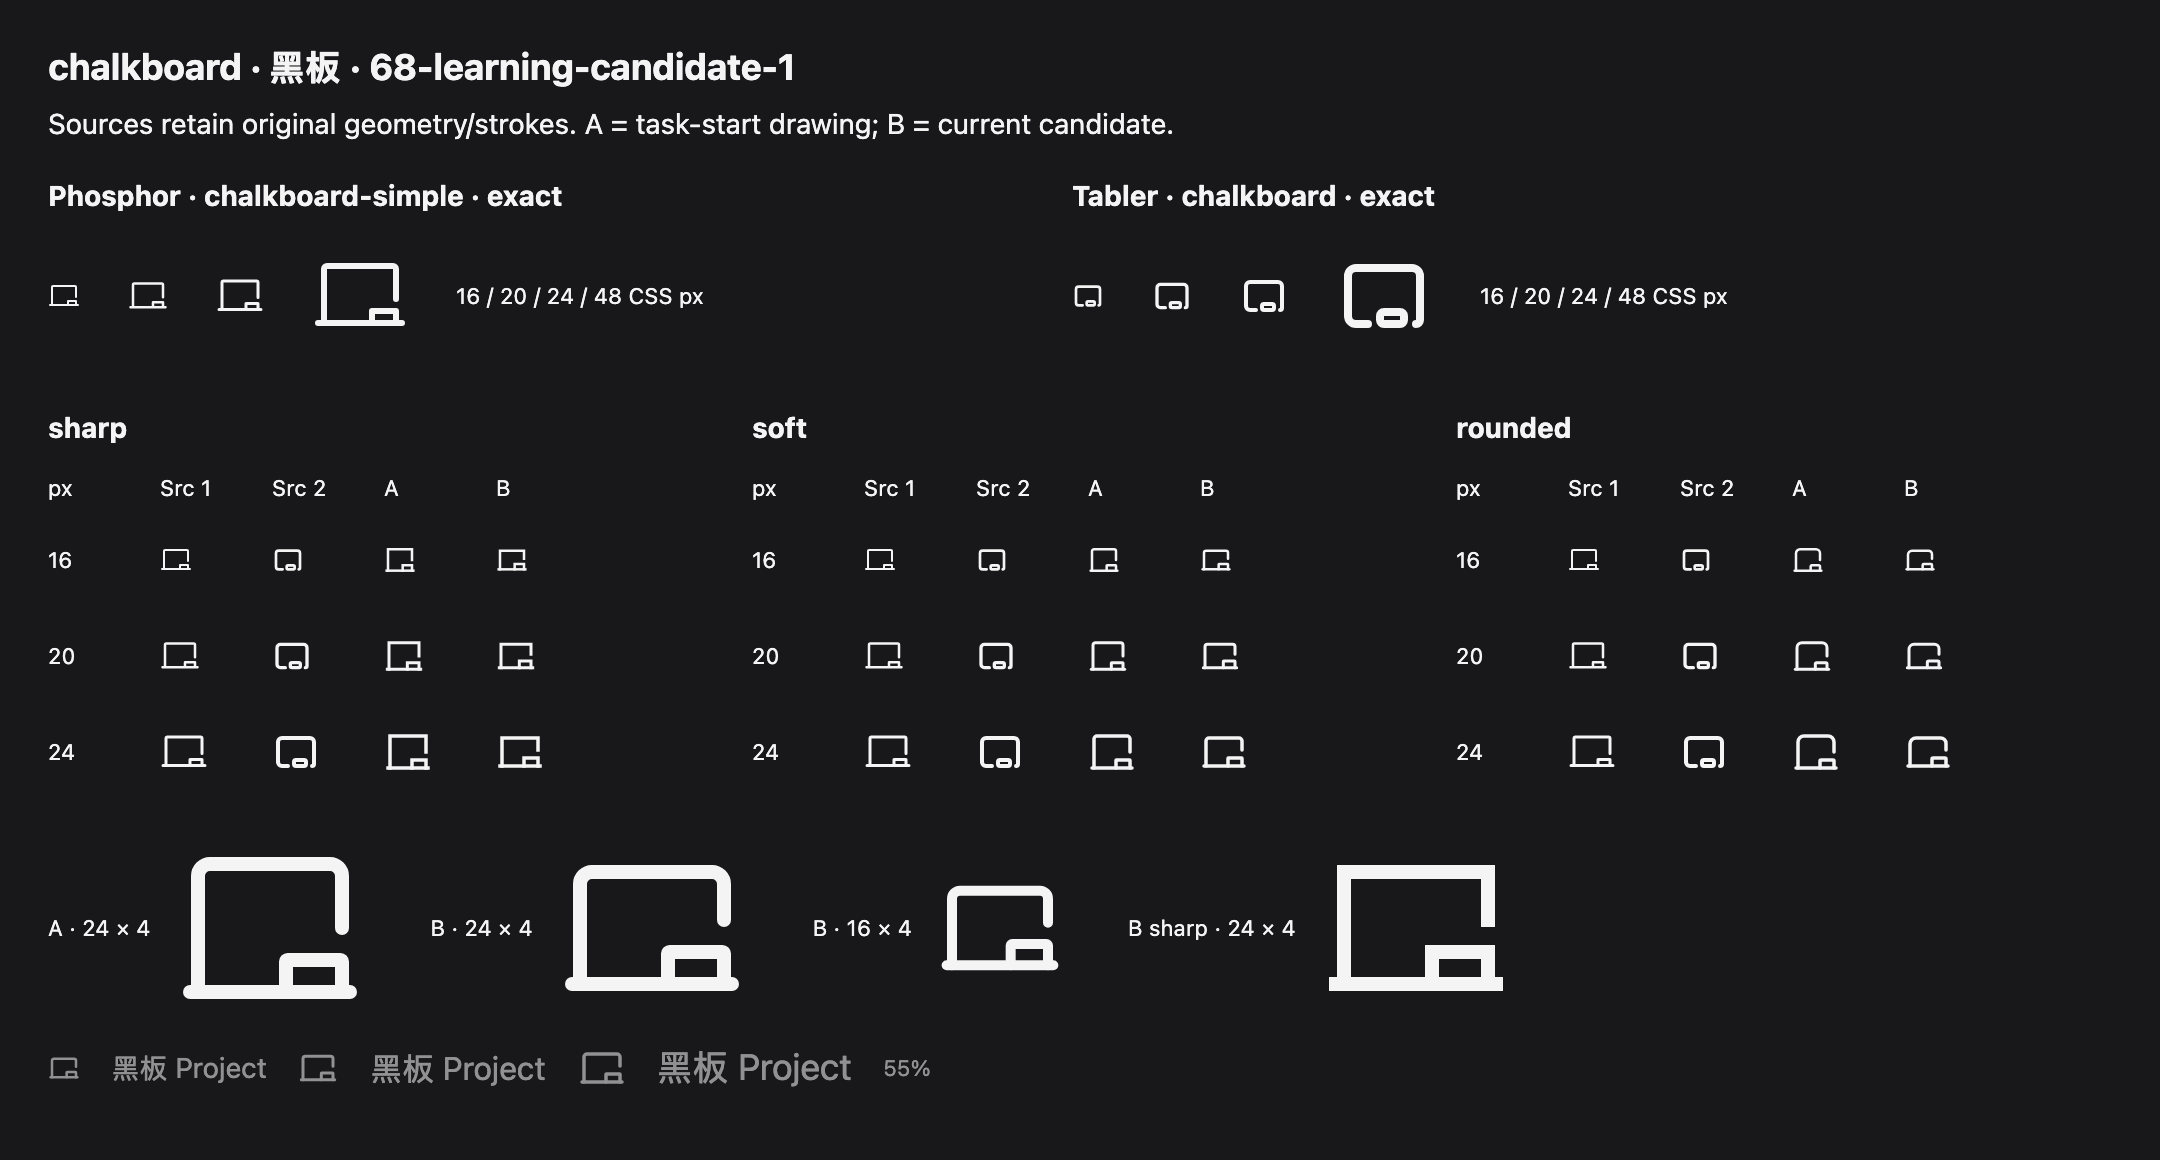 chalkboard · 黑板 · 68-learning-candidate-1
Sources retain original geometry/strokes. A = task-start drawing; B = current candidate.
Phosphor · chalkboard-simple · exact
Tabler · chalkboard · exact
16 / 20 / 24 / 48 CSS px
16 / 20 / 24 / 48 CSS px
sharp
soft
rounded
px Src 1 Src 2 A B
px Src 1 Src 2 A B
px Src 1 Src 2 A B
16
16
16
20
20
20
24
24
24
A · 24 × 4
B · 24 × 4
B · 16 × 4
B sharp · 24 × 4
黑板 Project
黑板 Project
黑板 Project
55%